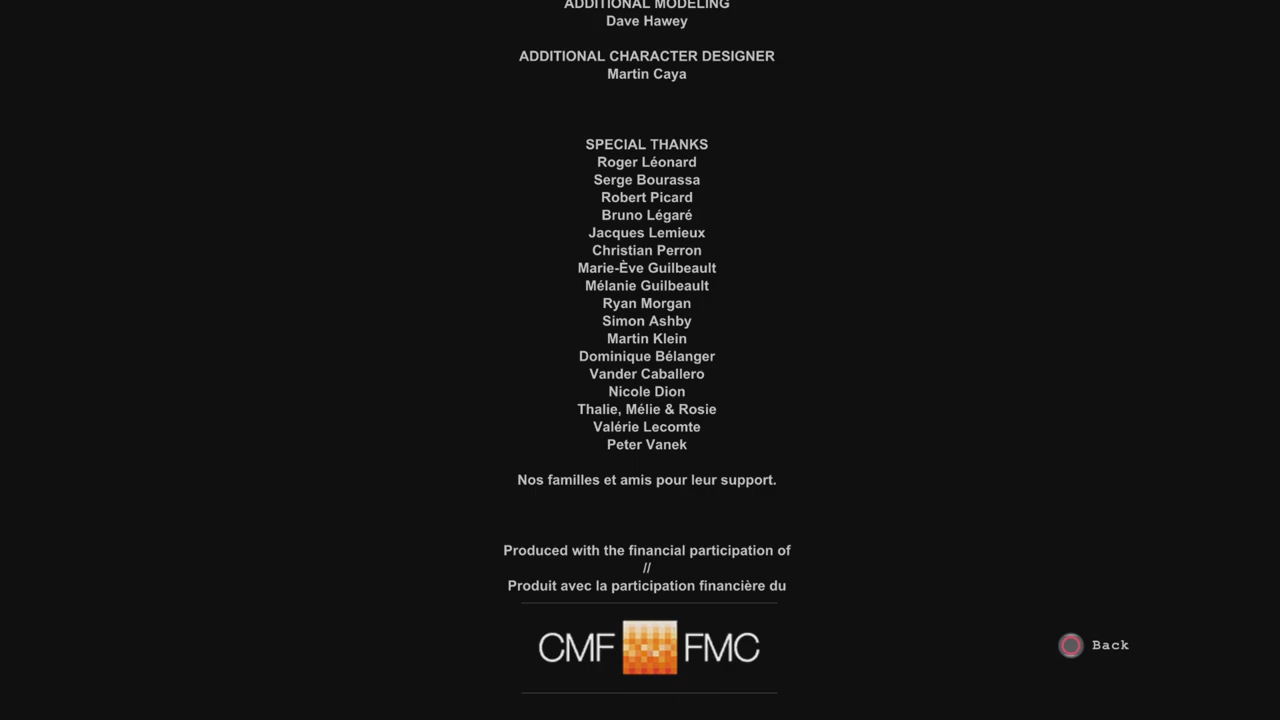 ADDITIONAL MODELING
Dave Hawey
ADDITIONAL CHARACTER DESIGNER
Martin Caya
SPECIAL THANKS
Roger Léonard
Serge Bourassa
Robert Picard
Bruno Légaré
Jacques Lemieux
Christian Perron
Marie-Ève Guilbeault
Mélanie Guilbeault
Ryan Morgan
Simon Ashby
Martin Klein
Dominique Bélanger
Vander Caballero
Nicole Dion
Thalie, Mélie & Rosie
Valérie Lecomte
Peter Vanek
Nos familles et amis pour leur support.
Produced with the financial participation of
//
Produit avec la participation financière du
CMF FMC
Back